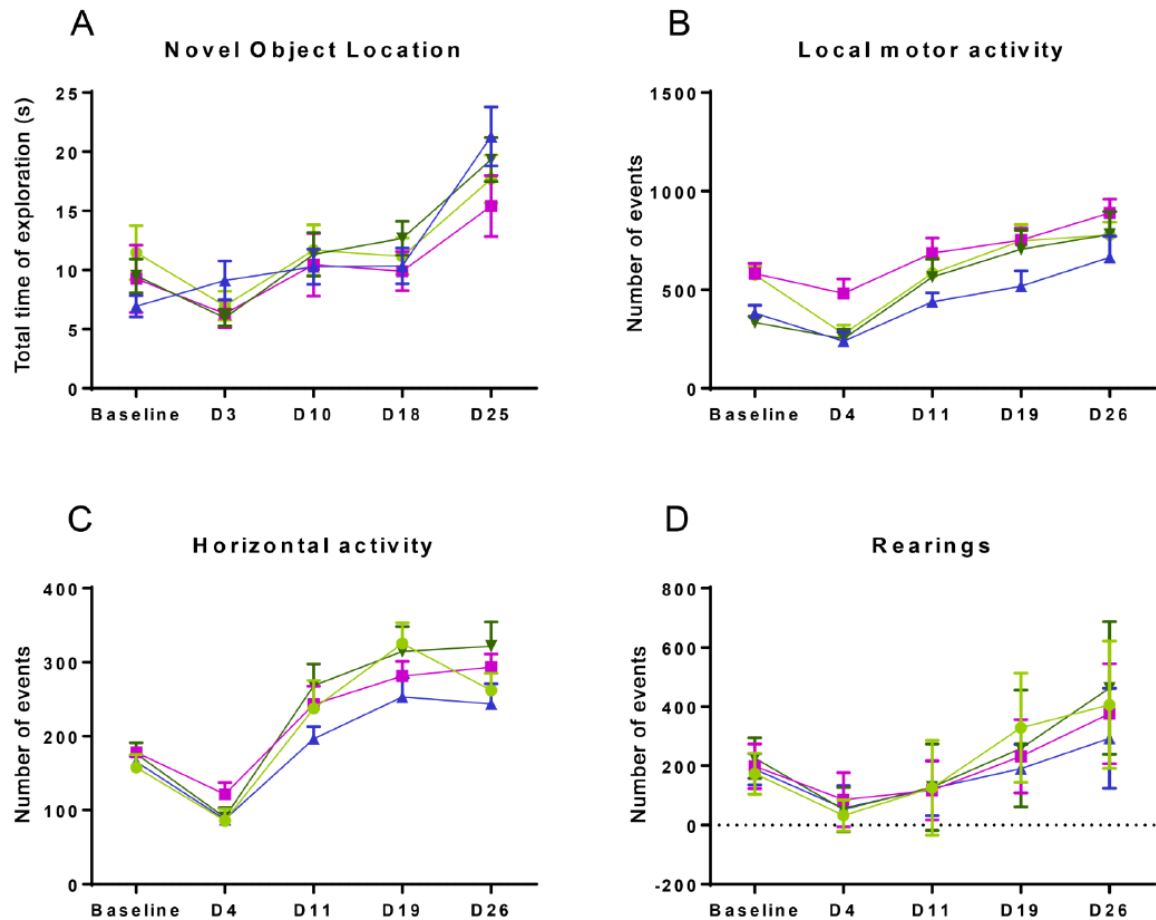 A
Novel Object Location
Total time of exploration (s)
25
20
15
10
5
0
Baseline D3 D10 D18 D25
B
Local motor activity
Number of events
1500
1000
500
0
Baseline D4 D11 D19 D26
C
Horizontal activity
Number of events
400
300
200
100
0
Baseline D4 D11 D19 D26
D
Rearings
Number of events
800
600
400
200
0
-200
Baseline D4 D11 D19 D26